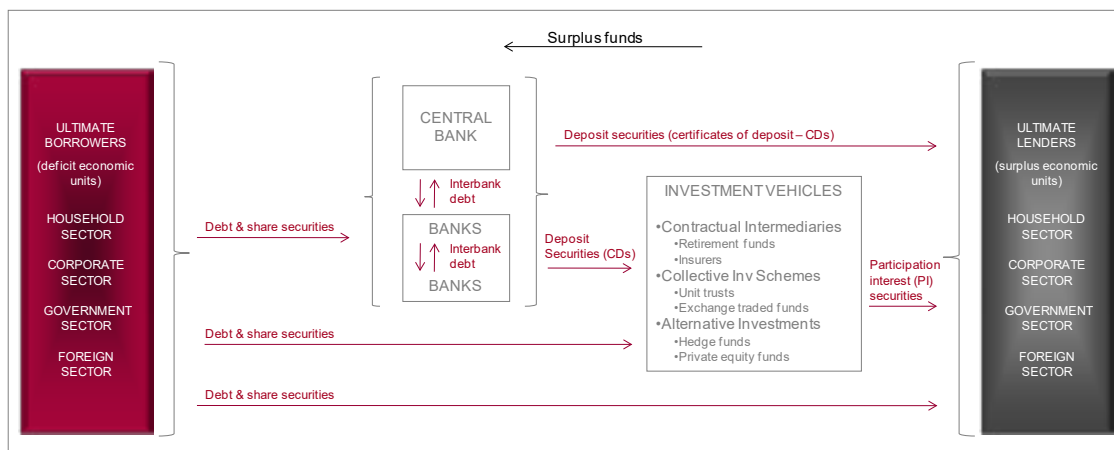 Surplus funds
ULTIMATE
BORROWERS
(deficit economic
units)
HOUSEHOLD
SECTOR
CORPORATE
SECTOR
GOVERNMENT
SECTOR
FOREIGN
SECTOR
Debt & share securities
Debt & share securities
Debt & share securities
CENTRAL
BANK
Interbank
debt
BANKS
Interbank
debt
BANKS
Deposit securities (certificates of deposit – CDs)
Deposit
Securities (CDs)
INVESTMENT VEHICLES
•Contractual Intermediaries
•Retirement funds
•Insurers
•Collective Inv Schemes
•Unit trusts
•Exchange traded funds
•Alternative Investments
•Hedge funds
•Private equity funds
Participation
interest (PI)
securities
ULTIMATE
LENDERS
(surplus economic
units)
HOUSEHOLD
SECTOR
CORPORATE
SECTOR
GOVERNMENT
SECTOR
FOREIGN
SECTOR